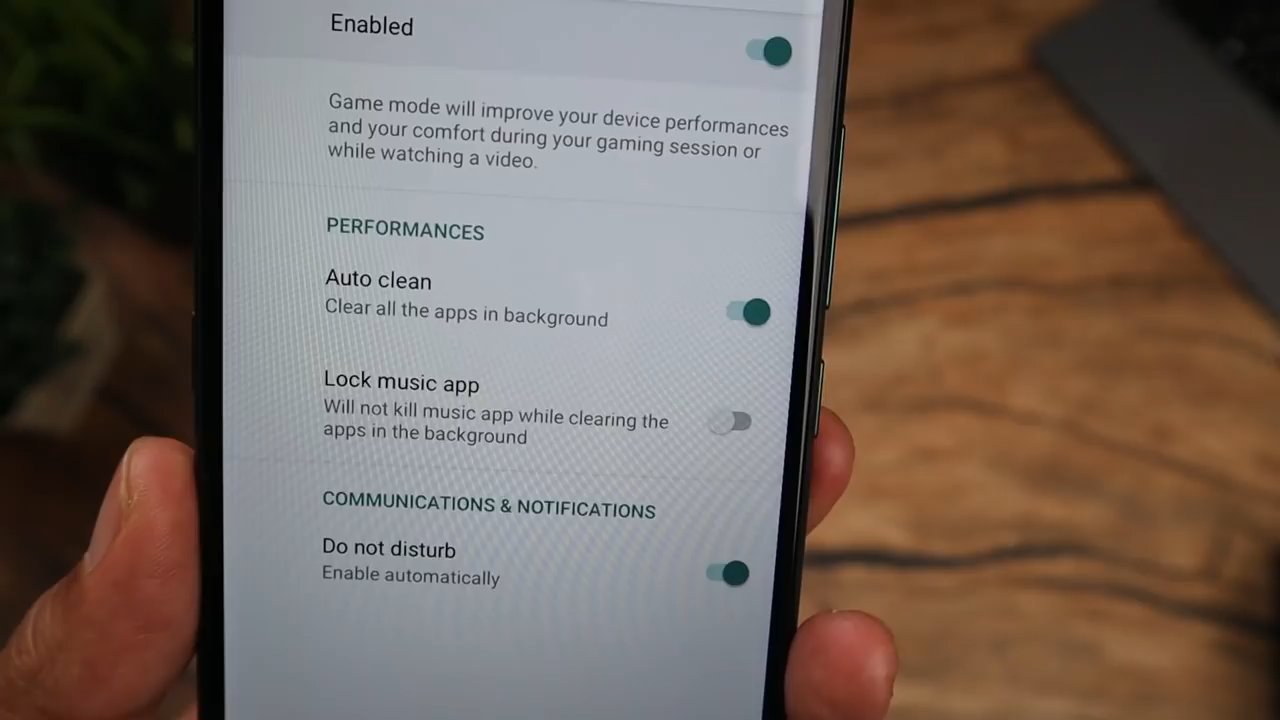 Enabled
Game mode will improve your device performances
and your comfort during your gaming session or
while watching a video.
PERFORMANCES
Auto clean
Clear all the apps in background
Lock music app
Will not kill music app while clearing the
apps in the background
COMMUNICATIONS & NOTIFICATIONS
Do not disturb
Enable automatically